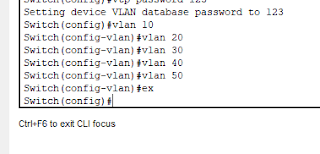 Switch(config)#vtp password 123
Setting device VLAN database password to 123
Switch(config)#vlan 10
Switch(config-vlan)#vlan 20
Switch(config-vlan)#vlan 30
Switch(config-vlan)#vlan 40
Switch(config-vlan)#vlan 50
Switch(config-vlan)#ex
Switch(config)#
Ctrl+F6 to exit CLI focus